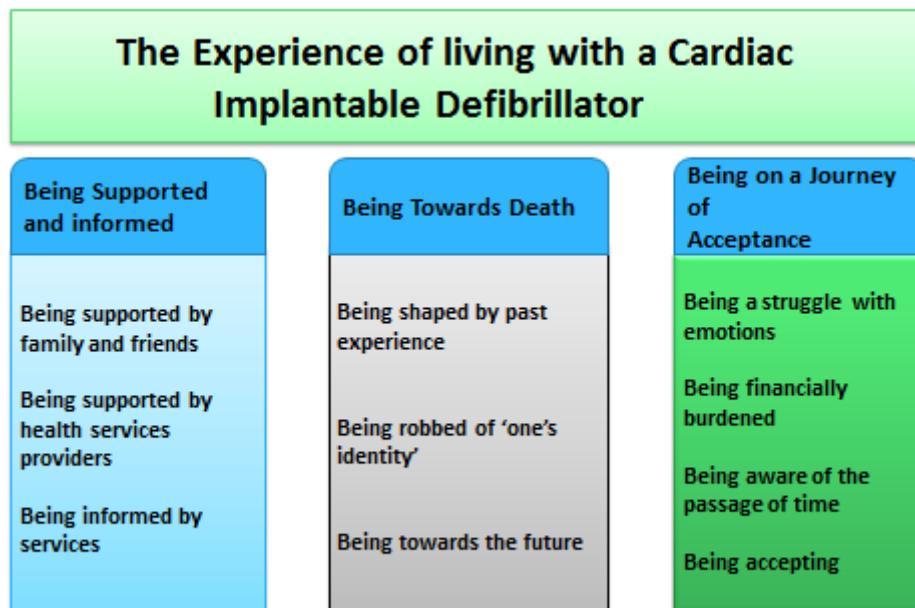 The Experience of living with a Cardiac
Implantable Defibrillator
Being Supported
and informed
Being supported by
family and friends
Being supported by
health services
providers
Being informed by
services
Being Towards Death
Being shaped by past
experience
Being robbed of ‘one’s
identity’
Being towards the future
Being on a Journey
of
Acceptance
Being a struggle with
emotions
Being financially
burdened
Being aware of the
passage of time
Being accepting